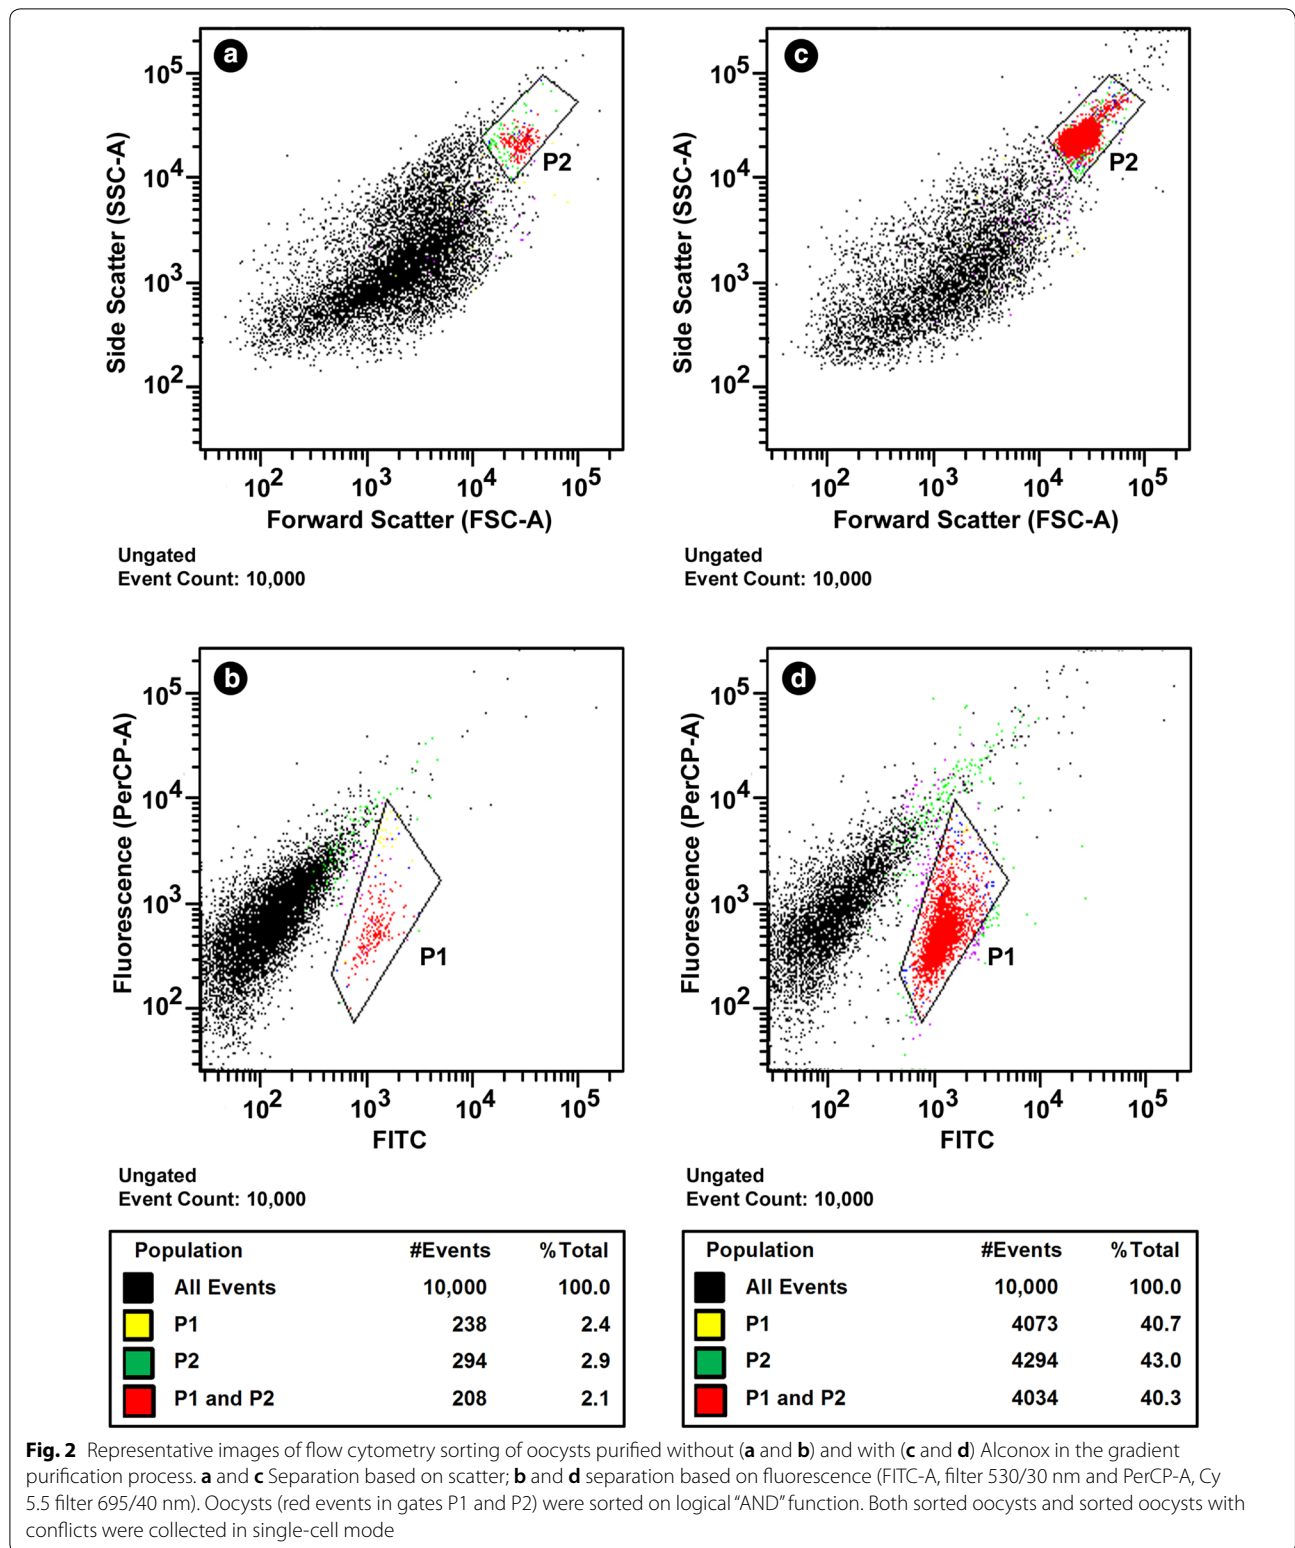 a
10^5
10^4
10^3
10^2
Side Scatter (SSC-A)
P2
10^2 10^3 10^4 10^5
Forward Scatter (FSC-A)
Ungated
Event Count: 10,000
c
10^5
10^4
10^3
10^2
Side Scatter (SSC-A)
P2
10^2 10^3 10^4 10^5
Forward Scatter (FSC-A)
Ungated
Event Count: 10,000
b
10^5
10^4
10^3
10^2
Fluorescence (PerCP-A)
P1
10^2 10^3 10^4 10^5
FITC
Ungated
Event Count: 10,000
d
10^5
10^4
10^3
10^2
Fluorescence (PerCP-A)
P1
10^2 10^3 10^4 10^5
FITC
Ungated
Event Count: 10,000
Population #Events %Total
All Events 10,000 100.0
P1 238 2.4
P2 294 2.9
P1 and P2 208 2.1
Population #Events %Total
All Events 10,000 100.0
P1 4073 40.7
P2 4294 43.0
P1 and P2 4034 40.3
Fig. 2 Representative images of flow cytometry sorting of oocysts purified without (a and b) and with (c and d) Alconox in the gradient
purification process. a and c Separation based on scatter; b and d separation based on fluorescence (FITC-A, filter 530/30 nm and PerCP-A, Cy
5.5 filter 695/40 nm). Oocysts (red events in gates P1 and P2) were sorted on logical “AND” function. Both sorted oocysts and sorted oocysts with
conflicts were collected in single-cell mode